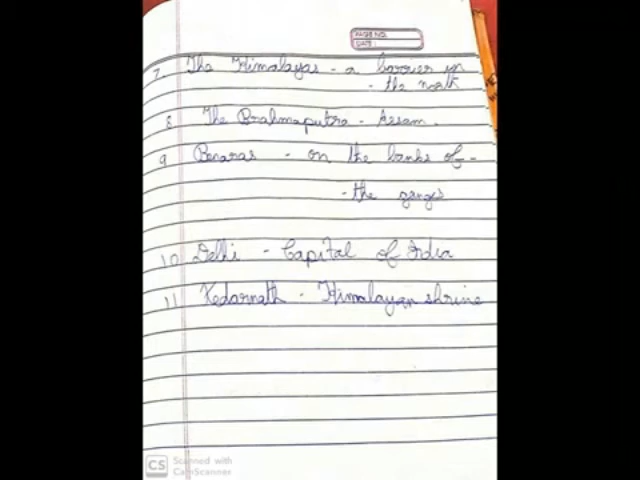 PAGE NO.
DATE:
7. The Himalayas - a barrier in
- the north
8 The Brahmaputra - Assam.
9 Benaras - on the banks of -
- the ganges
10 Delhi - Capital of India
11 Kedarnath - Himalayan shrine
CS Scanned with
CamScanner